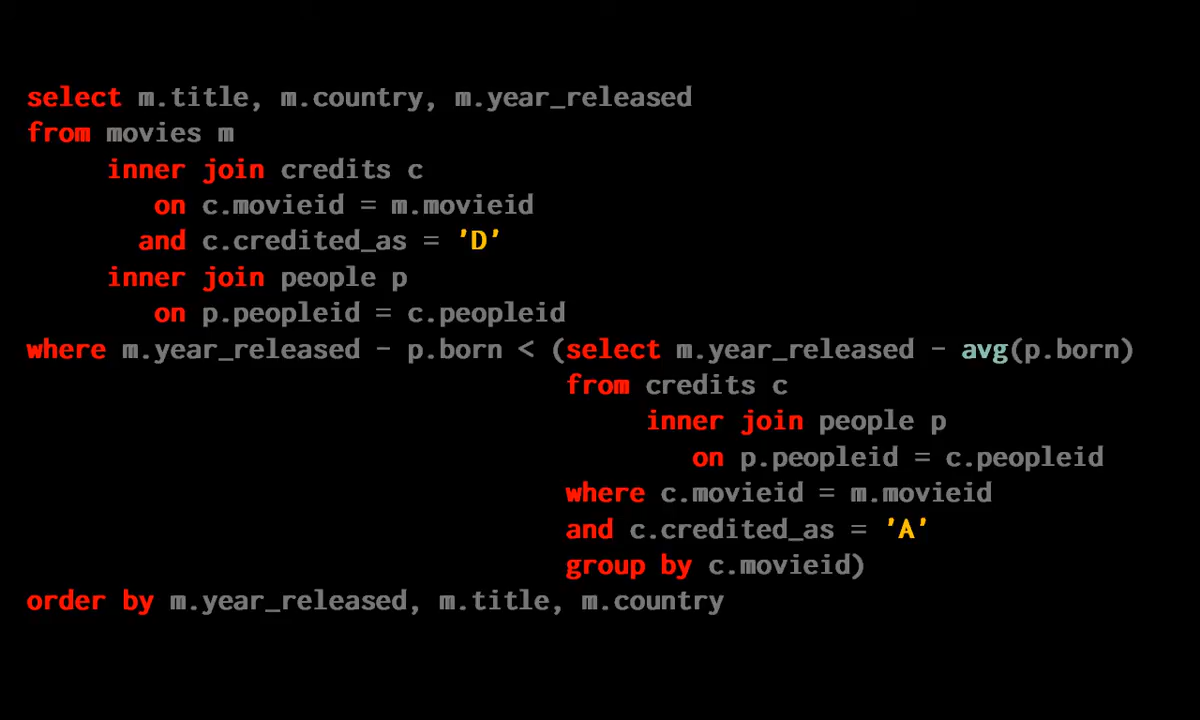 select m.title, m.country, m.year_released
from movies m
inner join credits c
on c.movieid = m.movieid
and c.credited_as = 'D'
inner join people p
on p.peopleid = c.peopleid
where m.year_released - p.born < (select m.year_released - avg(p.born)
from credits c
inner join people p
on p.peopleid = c.peopleid
where c.movieid = m.movieid
and c.credited_as = 'A'
group by c.movieid)
order by m.year_released, m.title, m.country